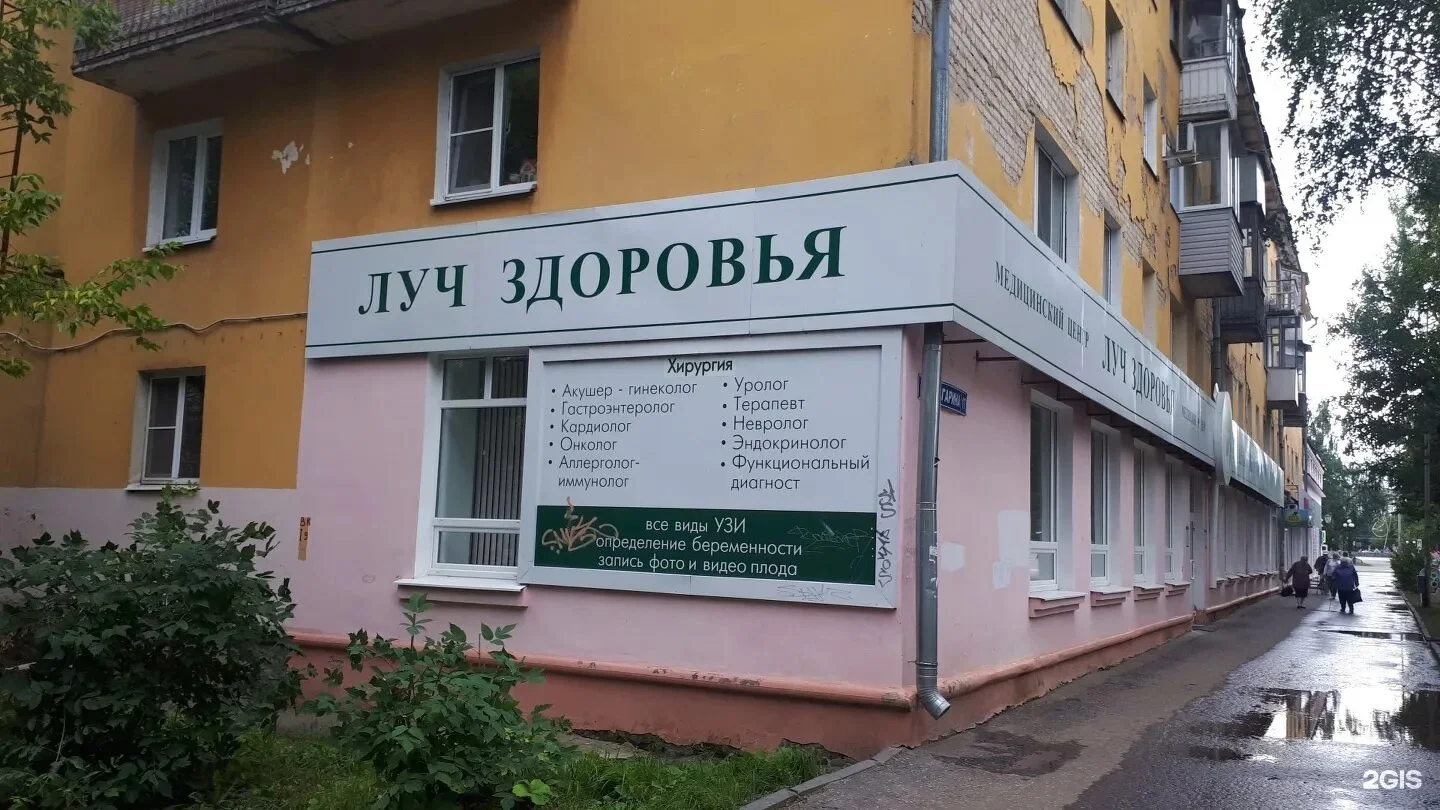 ЛУЧ ЗДОРОВЬЯ
МЕДИЦИНСКИЙ ЦЕНТР ЛУЧ ЗДОРОВЬЯ
Хирургия
• Акушер - гинеколог
• Гастроэнтеролог
• Кардиолог
• Онколог
• Аллерголог-
иммунолог
• Уролог
• Терапевт
• Невролог
• Эндокринолог
• Функциональный
диагност
все виды УЗИ
определение беременности
запись фото и видео плода
ГАРИНА
2GIS